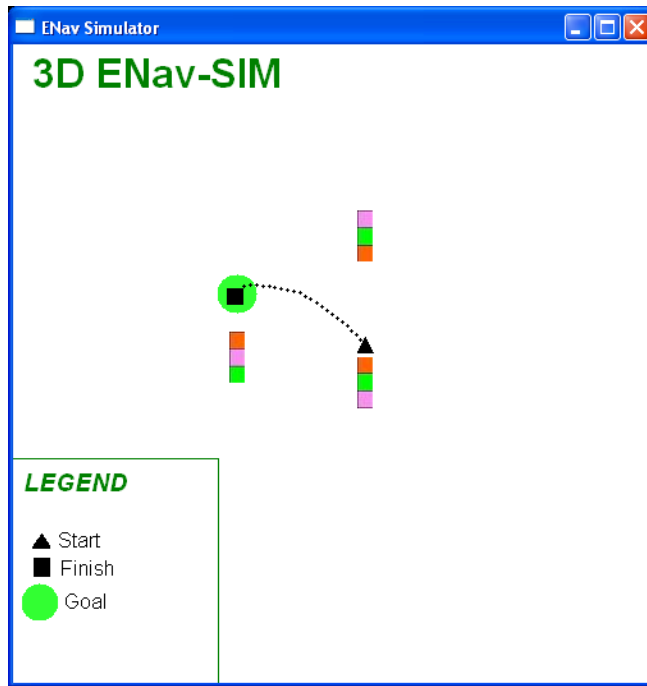 ENav Simulator
3D ENav-SIM
LEGEND
Start
Finish
Goal